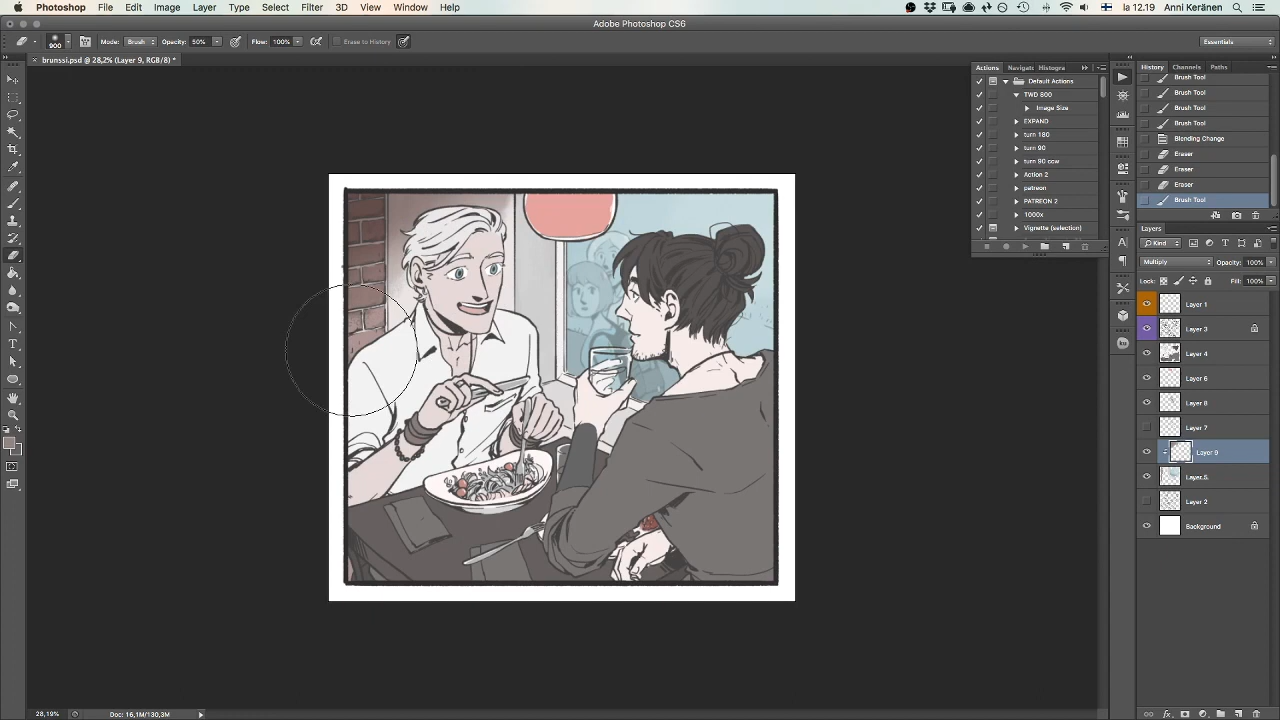 Photoshop File Edit Image Layer Type Select Filter 3D View Window Help
la 12.19 Anni Keränen
Adobe Photoshop CS6
900 Mode: Brush Opacity: 50% Flow: 100% Erase to History
Essentials
brunssi.psd @ 28,2% (Layer 9, RGB/8) *
Actions Navigat Histogra
Default Actions
TWD 800
Image Size
EXPAND
turn 180
turn 90
turn 90 cow
Action 2
patreon
PATREON 2
1000x
Vignette (selection)
History Channels Paths
Brush Tool
Brush Tool
Brush Tool
Brush Tool
Blending Change
Eraser
Eraser
Eraser
Brush Tool
Layers
Kind
Multiply Opacity: 100%
Lock: Fill: 100%
Layer 1
Layer 3
Layer 4
Layer 6
Layer 8
Layer 7
Layer 9
Layer 5
Layer 2
Background
28,19% Doc: 16,1M/130,3M